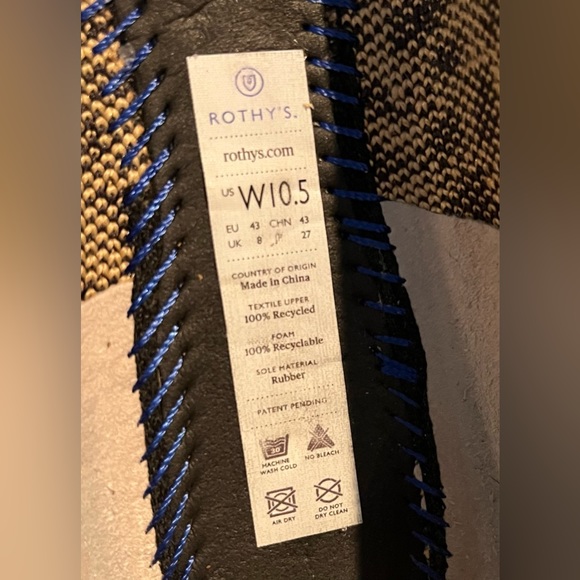 ROTHY'S.
rothys.com
US W10.5
EU 43 CHN 43
UK 8 27
COUNTRY OF ORIGIN
Made in China
TEXTILE UPPER
100% Recycled
FOAM
100% Recyclable
SOLE MATERIAL
Rubber
PATENT PENDING
30
MACHINE WASH COLD
NO BLEACH
AIR DRY
DO NOT DRY CLEAN